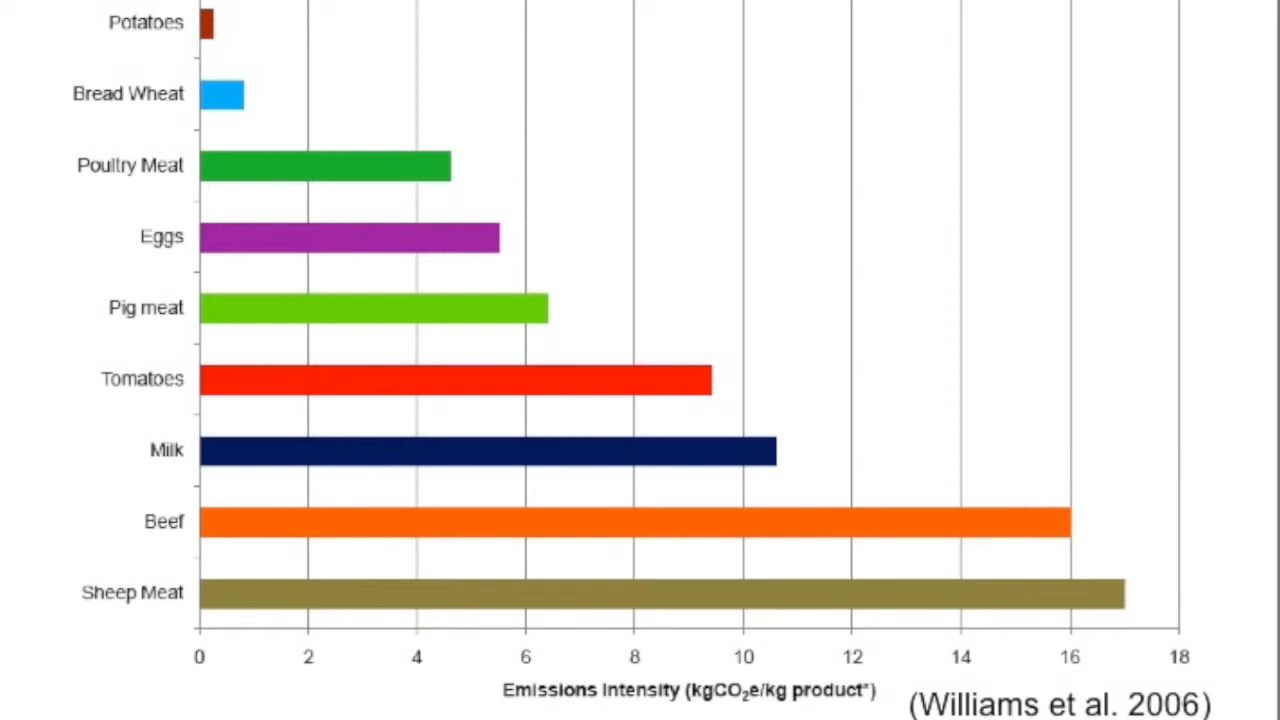 Potatoes
Bread Wheat
Poultry Meat
Eggs
Pig meat
Tomatoes
Milk
Beef
Sheep Meat
0 2 4 6 8 10 12 14 16 18
Emissions Intensity (kgCO₂e/kg product*)
(Williams et al. 2006)